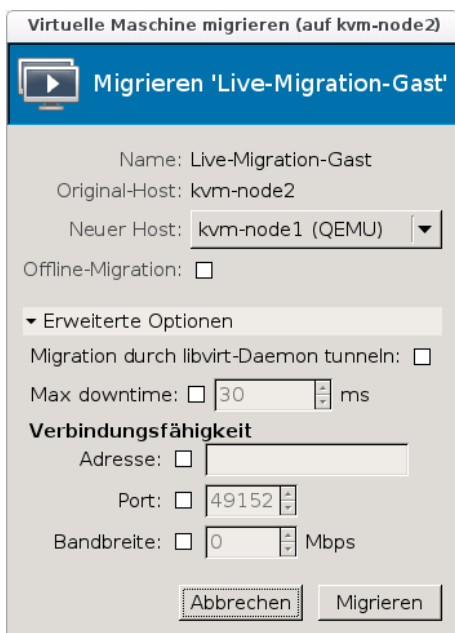 Virtuelle Maschine migrieren (auf kvm-node2)
Migrieren 'Live-Migration-Gast'
Name: Live-Migration-Gast
Original-Host: kvm-node2
Neuer Host: kvm-node1 (QEMU)
Offline-Migration:
Erweiterte Optionen
Migration durch libvirt-Daemon tunneln:
Max downtime: 30 ms
Verbindungsfähigkeit
Adresse:
Port: 49152
Bandbreite: 0 Mbps
Abbrechen Migrieren